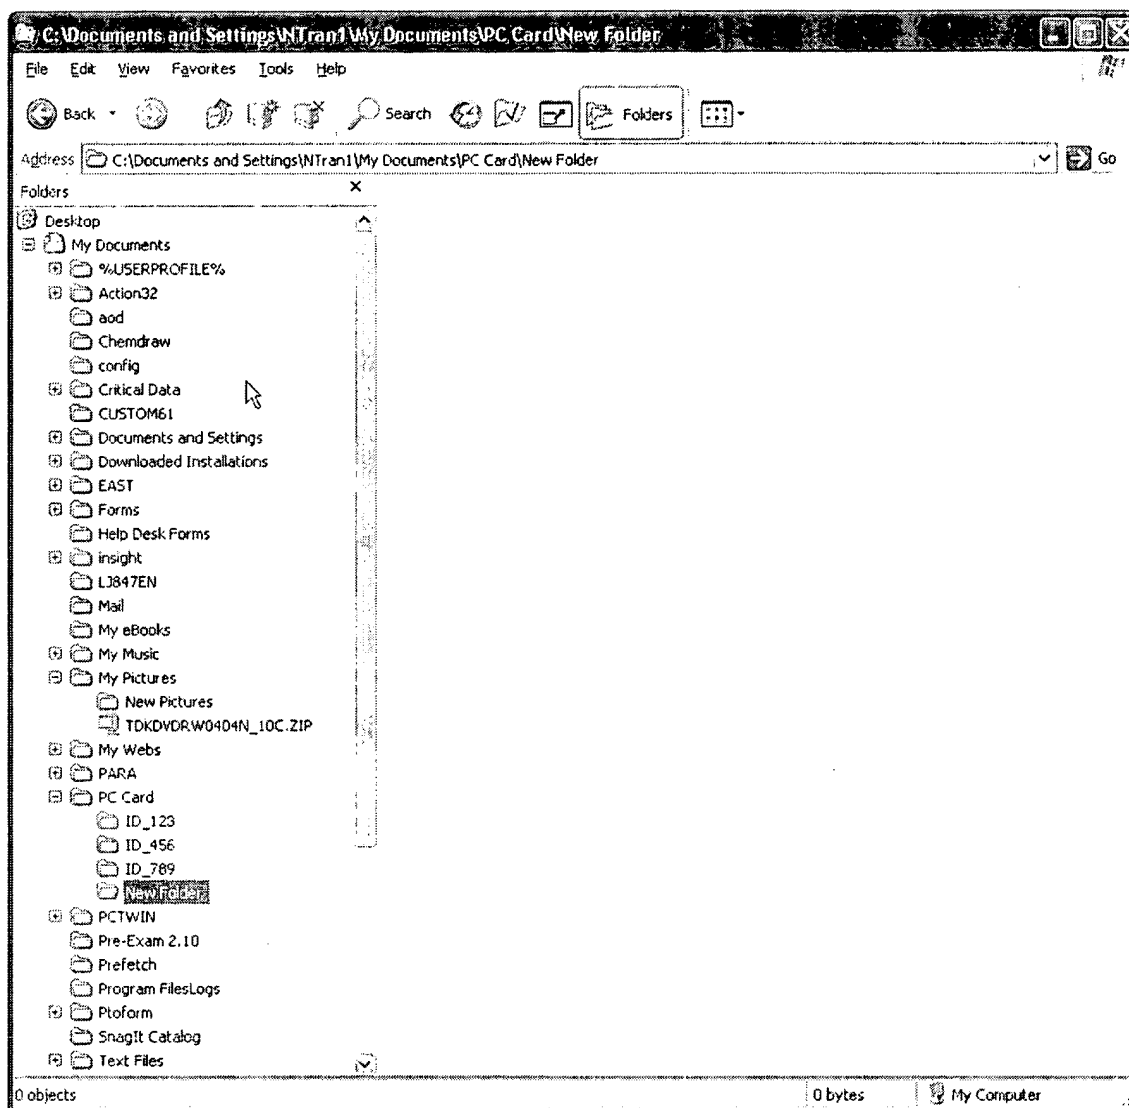 C:\Documents and Settings\NTran1\My Documents\PC Card\New Folder
File Edit View Favorites Tools Help
Back Search Folders
Address C:\Documents and Settings\NTran1\My Documents\PC Card\New Folder Go
Folders
Desktop
My Documents
%USERPROFILE%
Action32
aod
Chemdraw
config
Critical Data
CUSTOM61
Documents and Settings
Downloaded Installations
EAST
Forms
Help Desk Forms
insight
LJ847EN
Mail
My eBooks
My Music
My Pictures
New Pictures
TDKDVDRW0404N_10C.ZIP
My Webs
PARA
PC Card
ID_123
ID_456
ID_789
New Folder
PCTWIN
Pre-Exam 2.10
Prefetch
Program FilesLogs
Ptoform
SnagIt Catalog
Text Files
0 objects 0 bytes My Computer